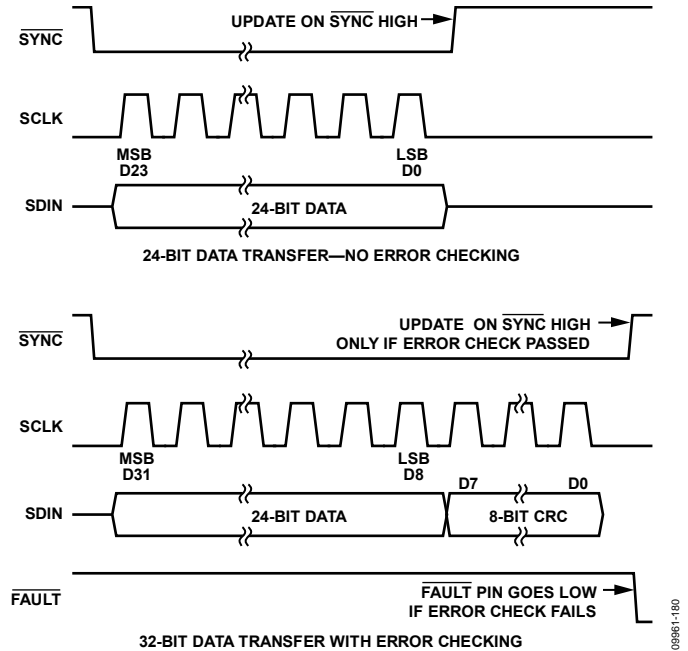 UPDATE ON SYNC HIGH
SYNC
SCLK
MSB
D23
LSB
D0
SDIN
24-BIT DATA
24-BIT DATA TRANSFER—NO ERROR CHECKING
UPDATE ON SYNC HIGH
ONLY IF ERROR CHECK PASSED
SYNC
SCLK
MSB
D31
LSB
D8
D7
D0
SDIN
24-BIT DATA
8-BIT CRC
FAULT
FAULT PIN GOES LOW
IF ERROR CHECK FAILS
32-BIT DATA TRANSFER WITH ERROR CHECKING
09961-180